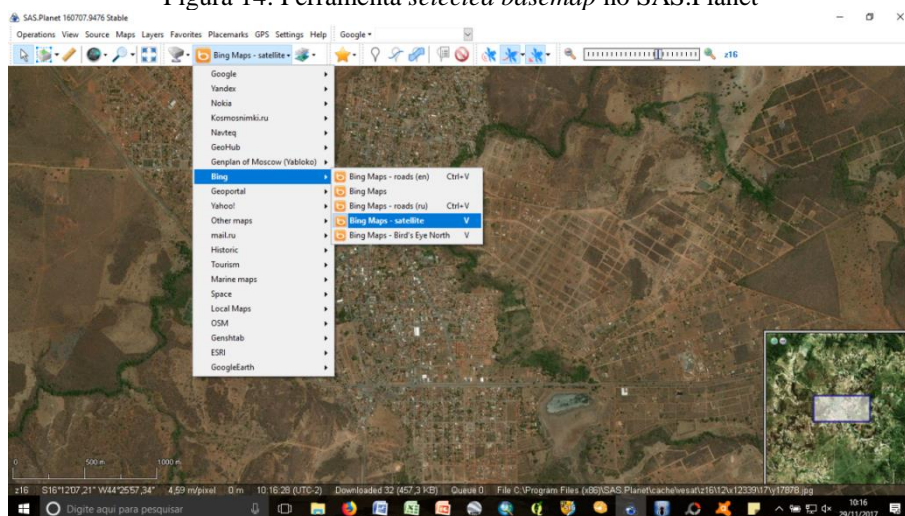 Figura 14: Ferramenta selected basemap no SAS.Planet
SAS.Planet 160707.9476 Stable
Operations View Source Maps Layers Favorites Placemarks GPS Settings Help Google
Bing Maps - satellite
z16
Google
Yandex
Nokia
Kosmosnimki.ru
Navteq
GeoHub
Genplan of Moscow (Yabloko)
Bing
Geoportal
Yahoo!
Other maps
mail.ru
Historic
Tourism
Marine maps
Space
Local Maps
OSM
Genshtab
ESRI
GoogleEarth
Bing Maps - roads (en) Ctrl+V
Bing Maps
Bing Maps - roads (ru) Ctrl+V
Bing Maps - satellite V
Bing Maps - Bird's Eye North V
0 500 m 1000 m
z16 S16°12'07,21" W44°25'57,34" 4,59 m/pixel 0 m 10:16:28 (UTC-2) Downloaded 32 (457,3 KB) Queue 0 File C:\Program Files (x86)\SAS.Planet\cache\vesat\z16\12\x12339\17\y17878.jpg
Digite aqui para pesquisar
10:16
29/11/2017